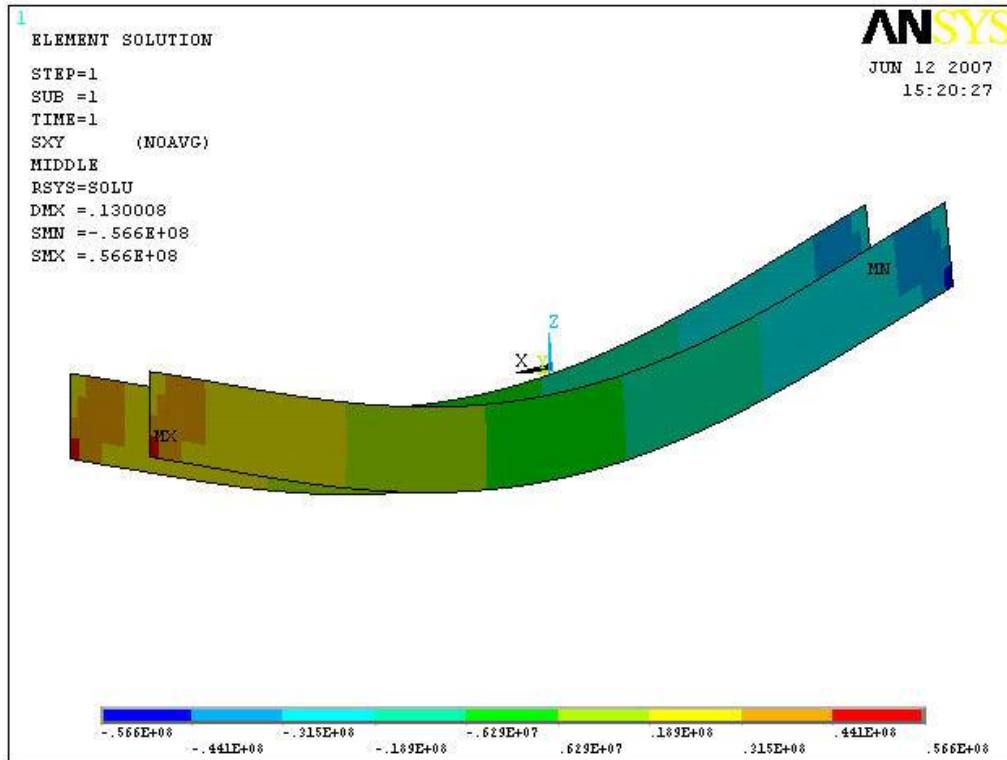 1
ELEMENT SOLUTION
ANSYS
JUN 12 2007
15:20:27
STEP=1
SUB =1
TIME=1
SXY (NOAVG)
MIDDLE
RSYS=SOLU
DMX =.130008
SMN =-.566E+08
SMX =.566E+08
MN
Z
X Y
MX
-.566E+08 -.315E+08 -.629E+07 .189E+08 .441E+08
-.441E+08 -.189E+08 .629E+07 .315E+08 .566E+08